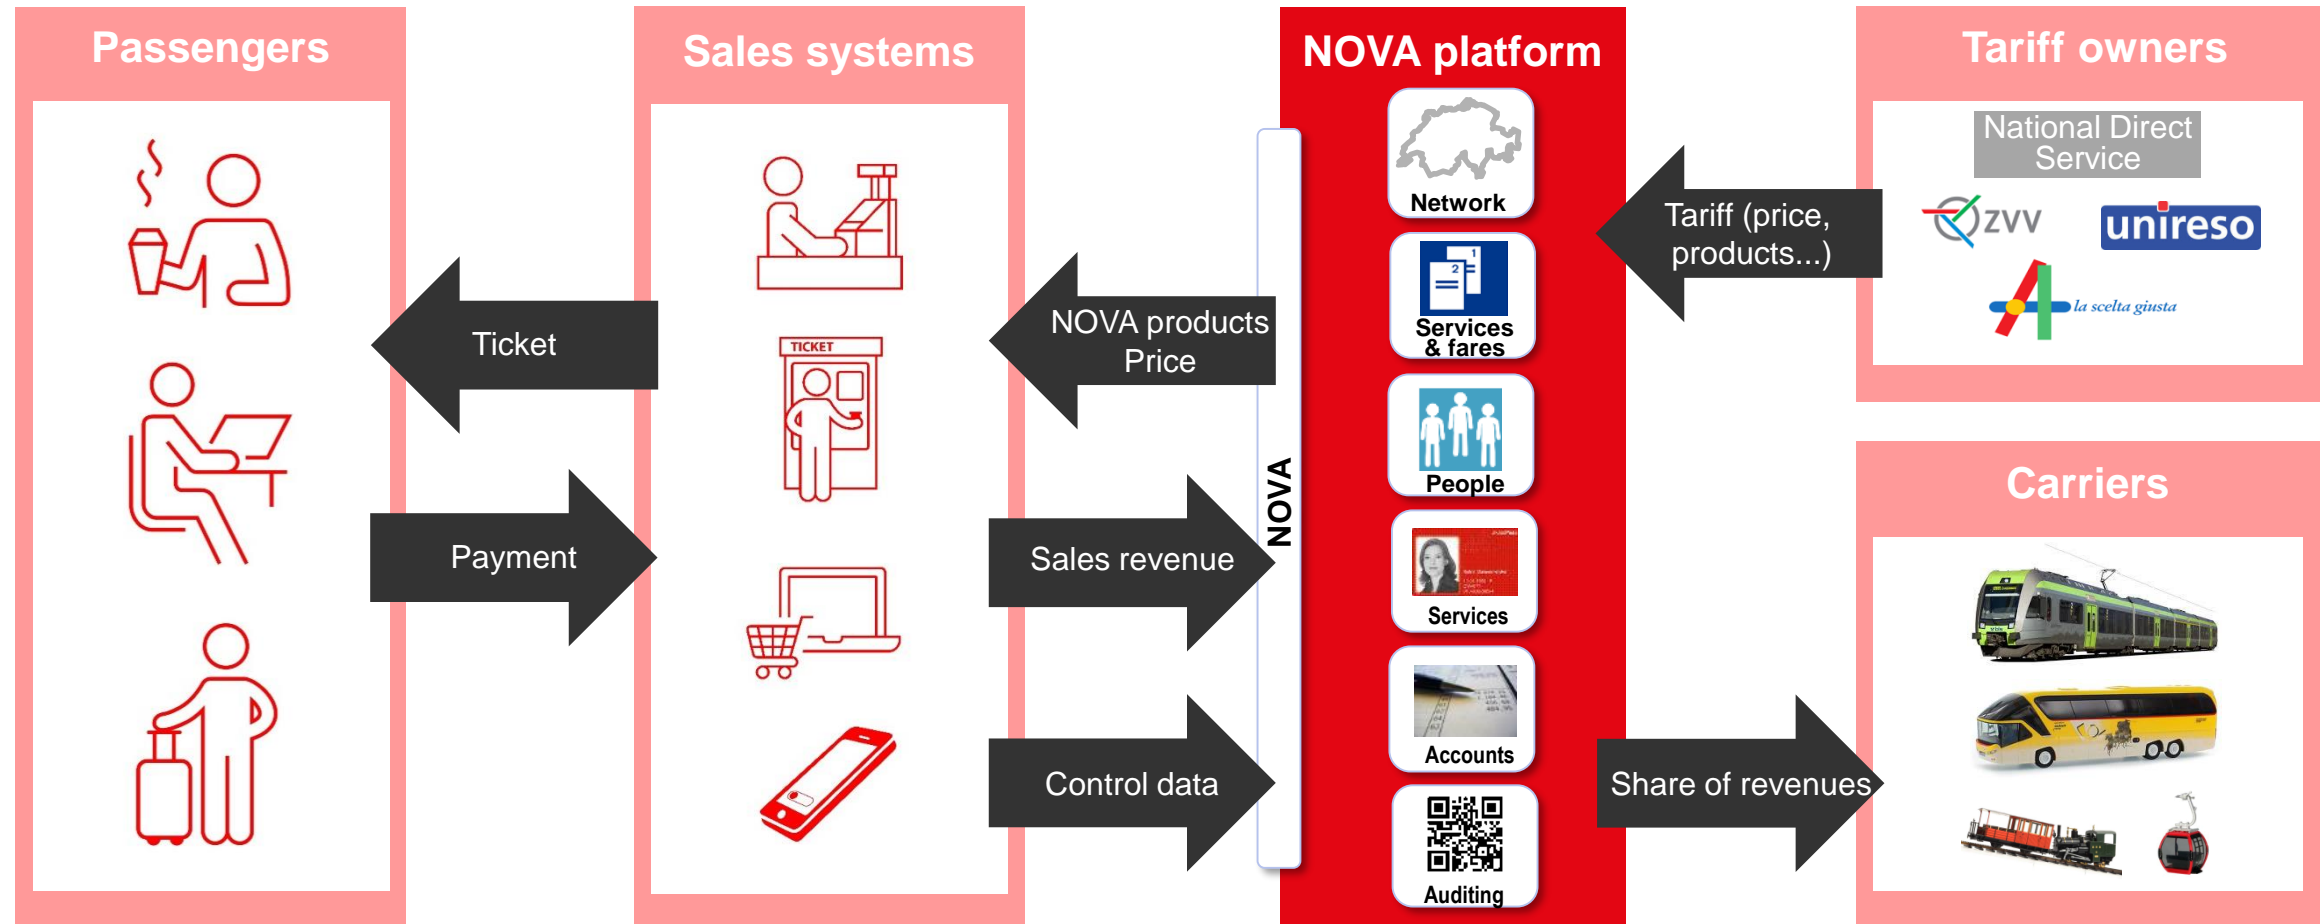 Passengers
Sales systems
NOVA platform
Tariff owners
National Direct
Service
ZVV
unireso
la scelta giusta
Network
Tariff (price,
products...)
Services
& fares
NOVA products
Price
TICKET
Ticket
People
Carriers
NOVA
Payment
Sales revenue
Services
Accounts
Control data
Share of revenues
Auditing